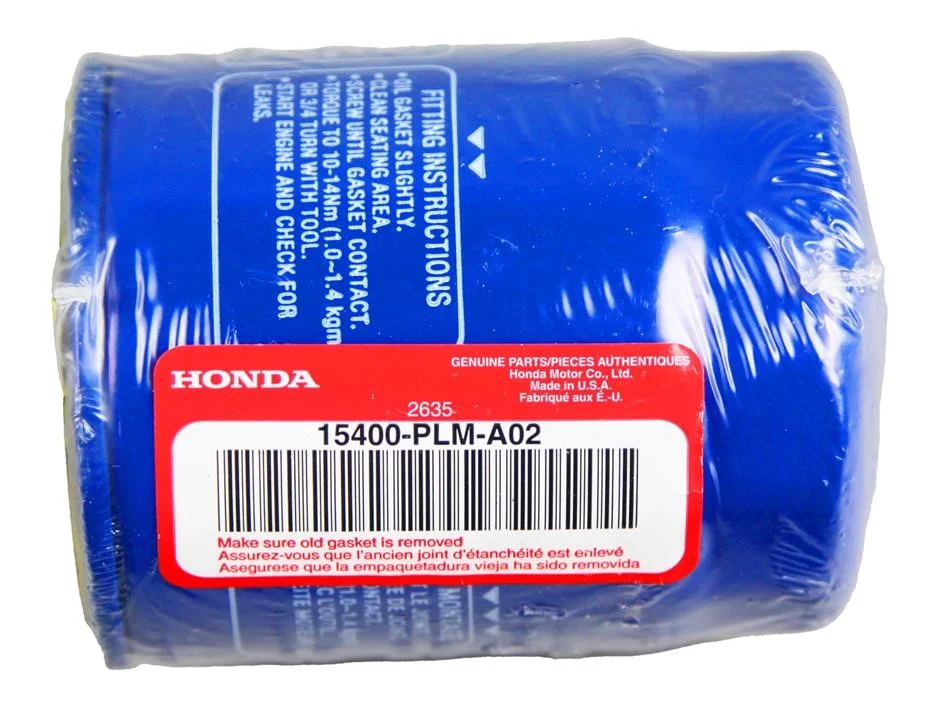 FITTING INSTRUCTIONS
•OIL GASKET SLIGHTLY.
•CLEAN SEATING AREA.
•SCREW UNTIL GASKET CONTACT.
•TORQUE TO 10-14Nm (1.0~1.4 kgm
OR 3/4 TURN WITH TOOL.
•START ENGINE AND CHECK FOR
LEAKS.
HONDA
GENUINE PARTS/PIECES AUTHENTIQUES
Honda Motor Co., Ltd.
Made in U.S.A.
Fabriqué aux E.-U.
2635
15400-PLM-A02
Make sure old gasket is removed
Assurez-vous que l'ancien joint d'étanchéité est enlevé
Asegurese que la empaquetadura vieja ha sido removida